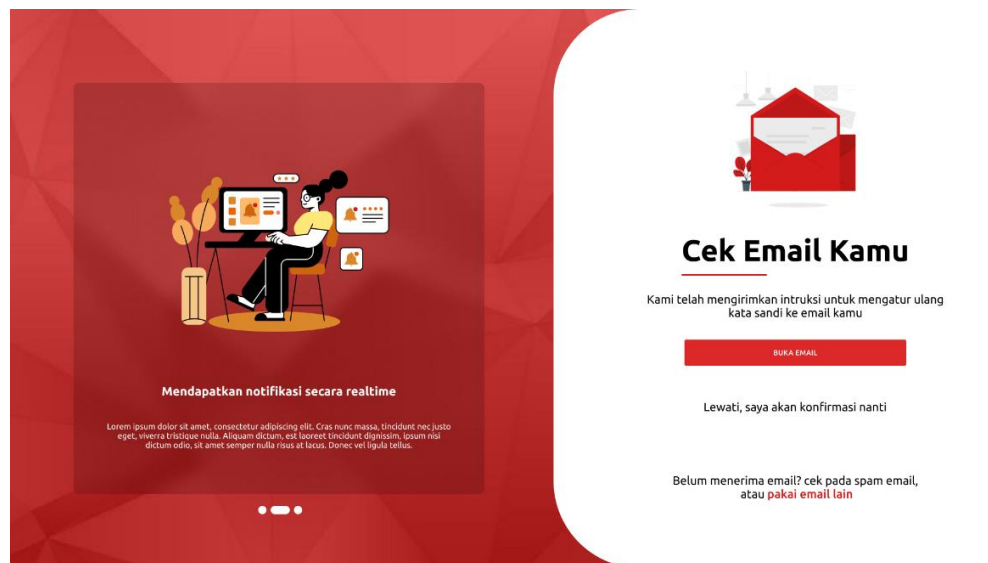 Mendapatkan notifikasi secara realtime
Lorem ipsum dolor sit amet, consectetur adipiscing elit. Cras nunc massa, tincidunt nec justo
eget, viverra tristique nulla. Aliquam dictum, est laoreet tincidunt dignissim, ipsum nisi
dictum odio, sit amet semper nulla risus at lacus. Donec vel ligula tellus.
Cek Email Kamu
Kami telah mengirimkan intruksi untuk mengatur ulang
kata sandi ke email kamu
BUKA EMAIL
Lewati, saya akan konfirmasi nanti
Belum menerima email? cek pada spam email,
atau pakai email lain